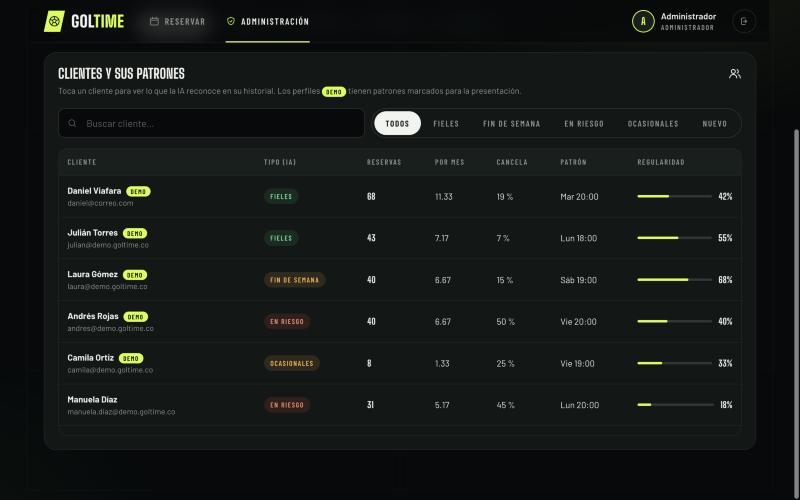 GOLTIME
RESERVAR
ADMINISTRACIÓN
A
Administrador
ADMINISTRADOR
CLIENTES Y SUS PATRONES
Toca un cliente para ver lo que la IA reconoce en su historial. Los perfiles DEMO tienen patrones marcados para la presentación.
Buscar cliente...
TODOS FIELES FIN DE SEMANA EN RIESGO OCASIONALES NUEVO
CLIENTE TIPO (IA) RESERVAS POR MES CANCELA PATRÓN REGULARIDAD
Daniel Viafara DEMO
daniel@correo.com
FIELES 68 11.33 19 % Mar 20:00 42%
Julián Torres DEMO
julian@demo.goltime.co
FIELES 43 7.17 7 % Lun 18:00 55%
Laura Gómez DEMO
laura@demo.goltime.co
FIN DE SEMANA 40 6.67 15 % Sáb 19:00 68%
Andrés Rojas DEMO
andres@demo.goltime.co
EN RIESGO 40 6.67 50 % Vie 20:00 40%
Camila Ortiz DEMO
camila@demo.goltime.co
OCASIONALES 8 1.33 25 % Vie 19:00 33%
Manuela Díaz
manuela.diaz@demo.goltime.co
EN RIESGO 31 5.17 45 % Lun 20:00 18%